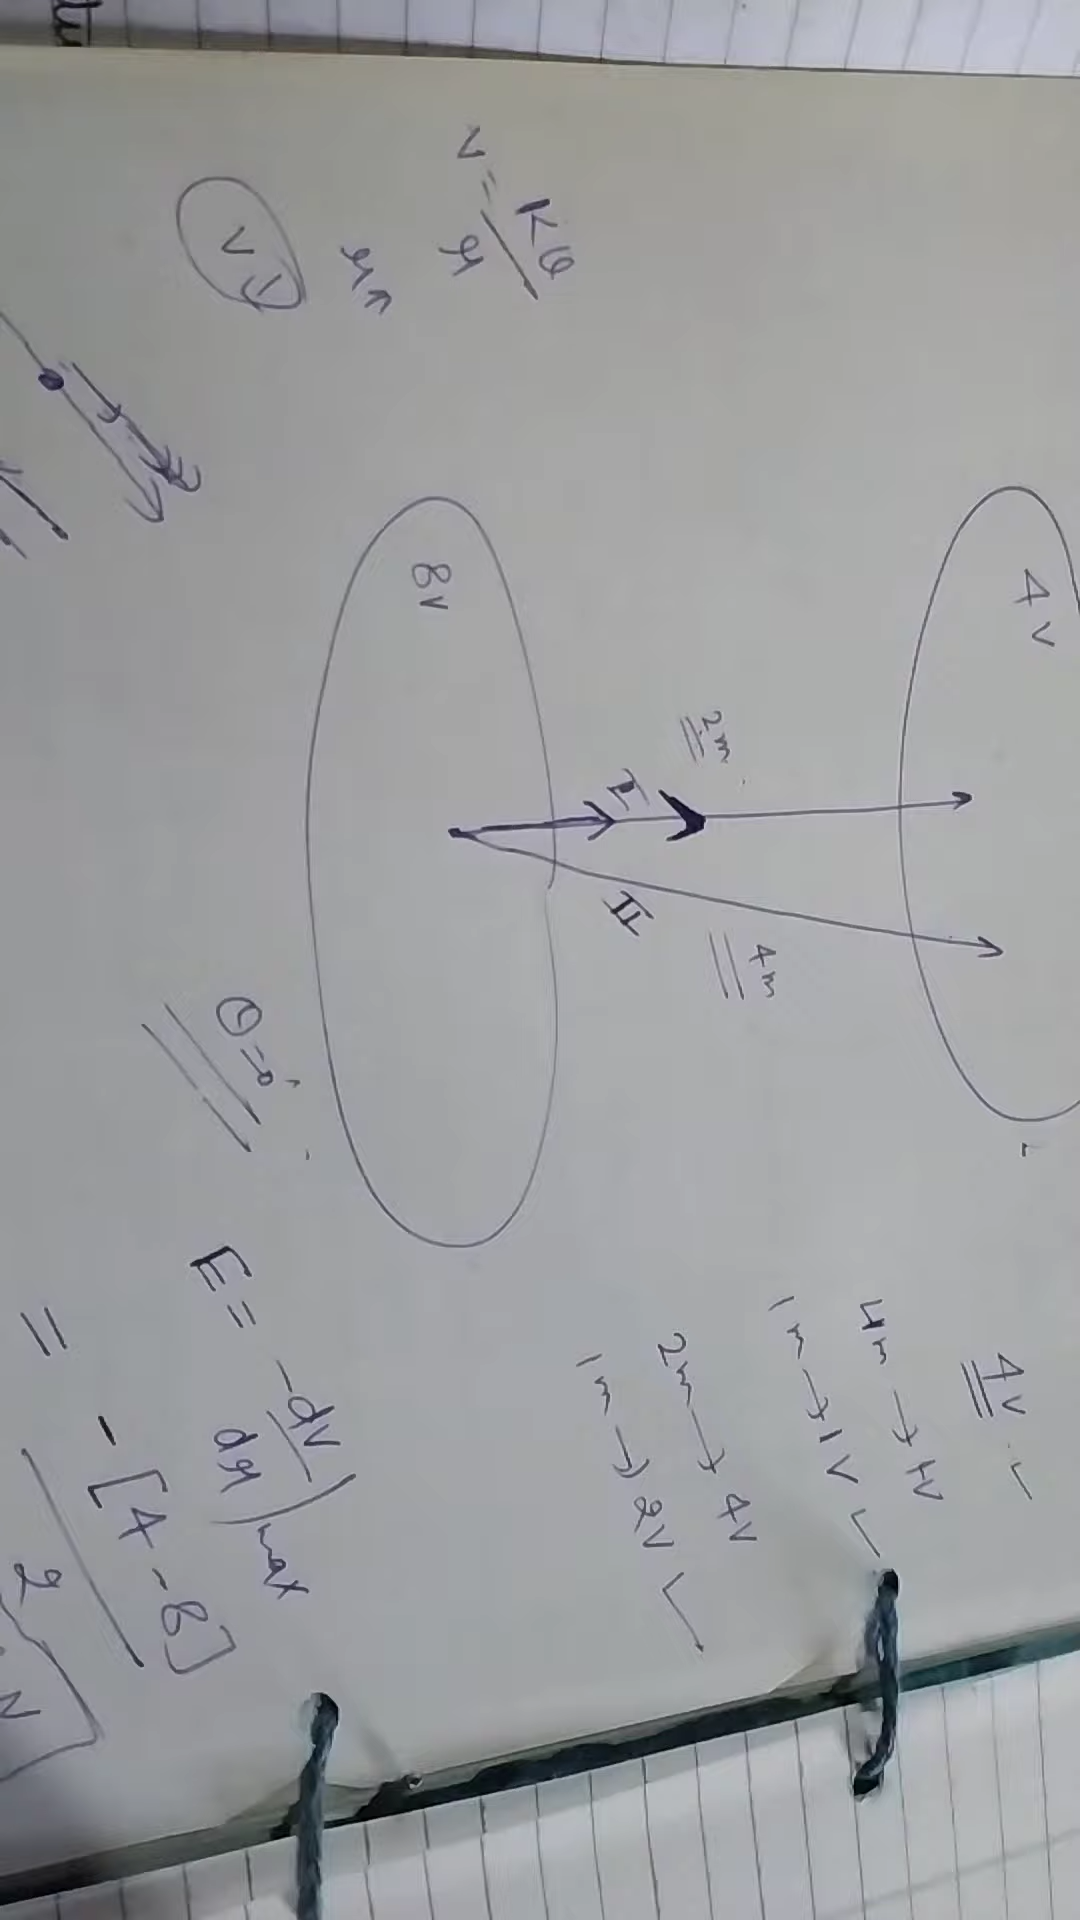 V = KQ / r
r↑
V↓
4V
8V
2m
I
II
4m
θ=0°
4V ✓
4m → 4V
1m → 1V ✓
2m → 4V
1m → 2V ✓
E = -dV/dr )max
= -[4-8] / 2